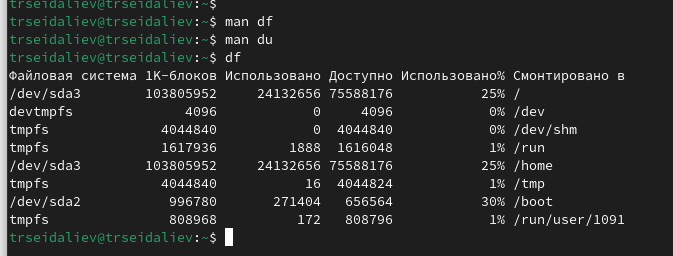 trseidaliev@trseidaliev:~$
trseidaliev@trseidaliev:~$ man df
trseidaliev@trseidaliev:~$ man du
trseidaliev@trseidaliev:~$ df
Файловая система 1K-блоков Использовано Доступно Использовано% Смонтировано в
/dev/sda3 103805952 24132656 75588176 25% /
devtmpfs 4096 0 4096 0% /dev
tmpfs 4044840 0 4044840 0% /dev/shm
tmpfs 1617936 1888 1616048 1% /run
/dev/sda3 103805952 24132656 75588176 25% /home
tmpfs 4044840 16 4044824 1% /tmp
/dev/sda2 996780 271404 656564 30% /boot
tmpfs 808968 172 808796 1% /run/user/1091
trseidaliev@trseidaliev:~$